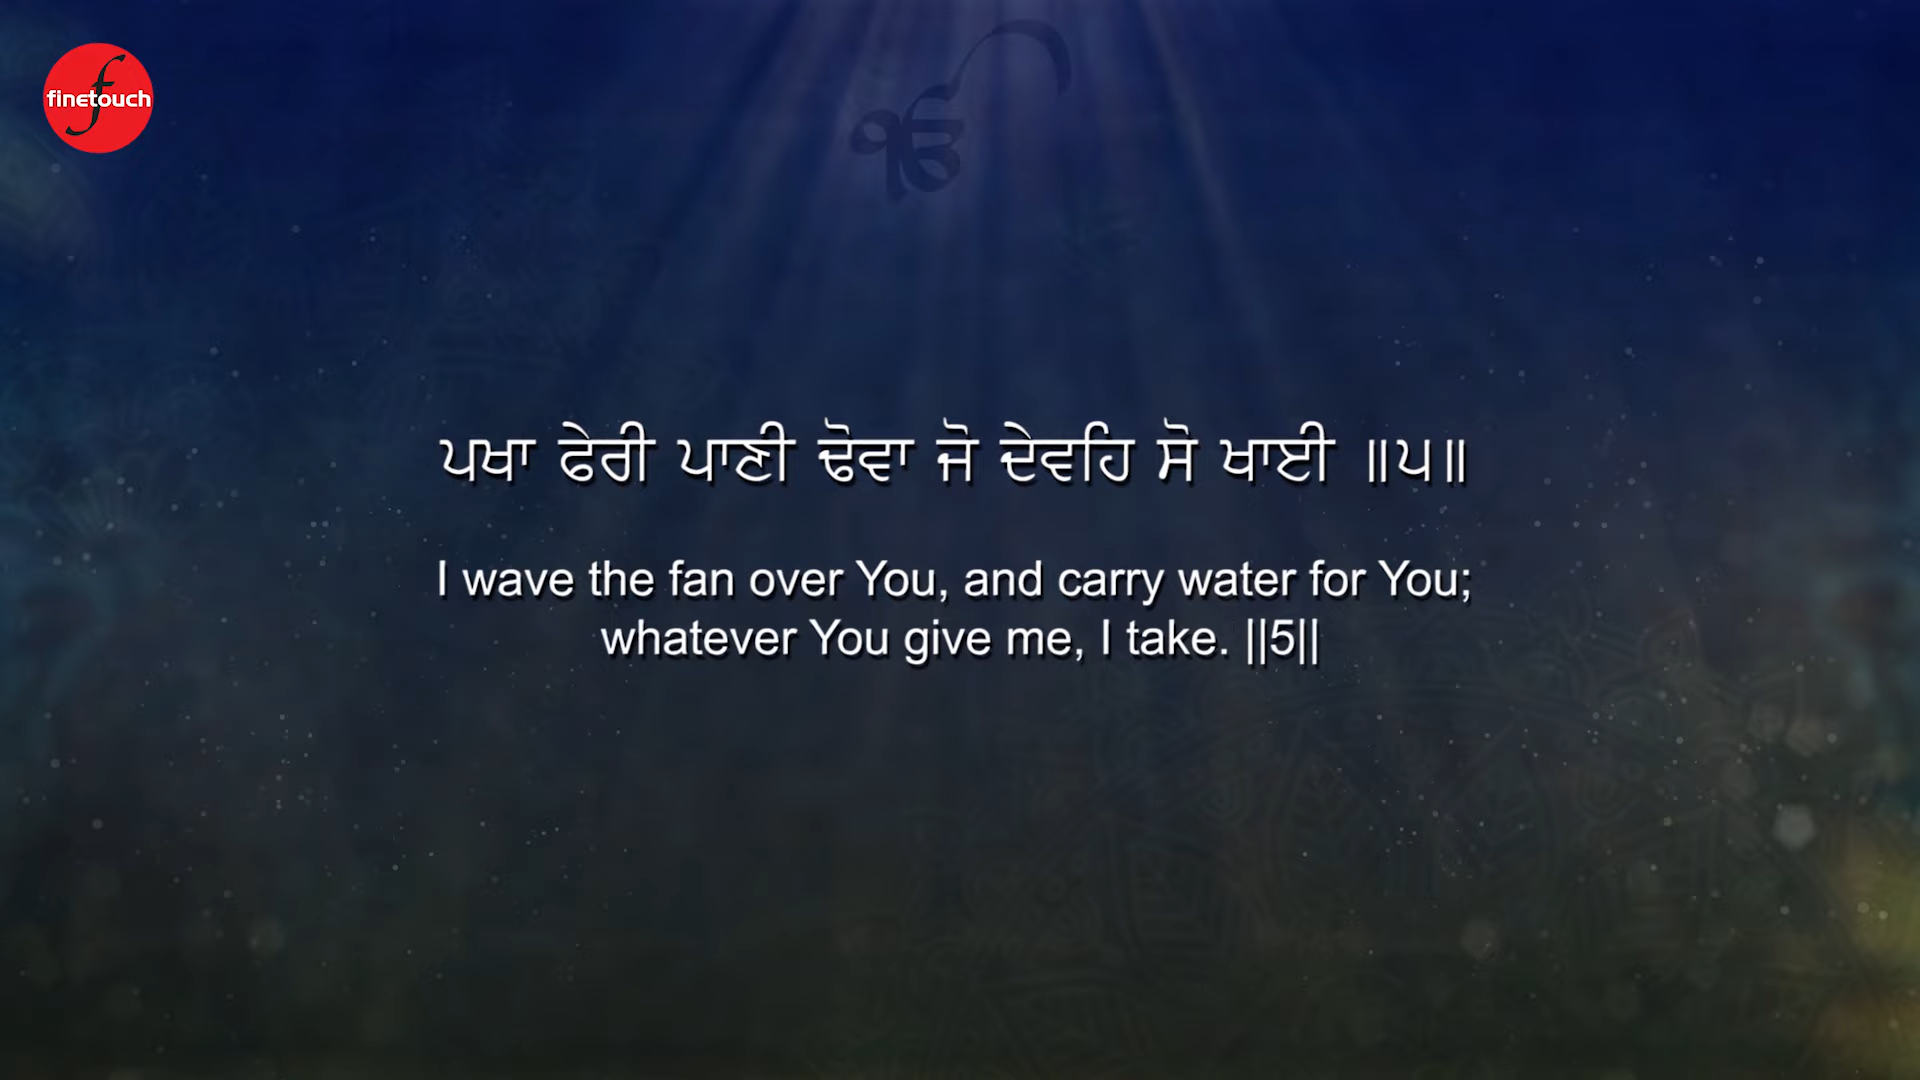 finetouch
ੴ
ਪਖਾ ਫੇਰੀ ਪਾਣੀ ਢੋਵਾ ਜੋ ਦੇਵਹਿ ਸੋ ਖਾਈ ॥੫॥
I wave the fan over You, and carry water for You;
whatever You give me, I take. ||5||